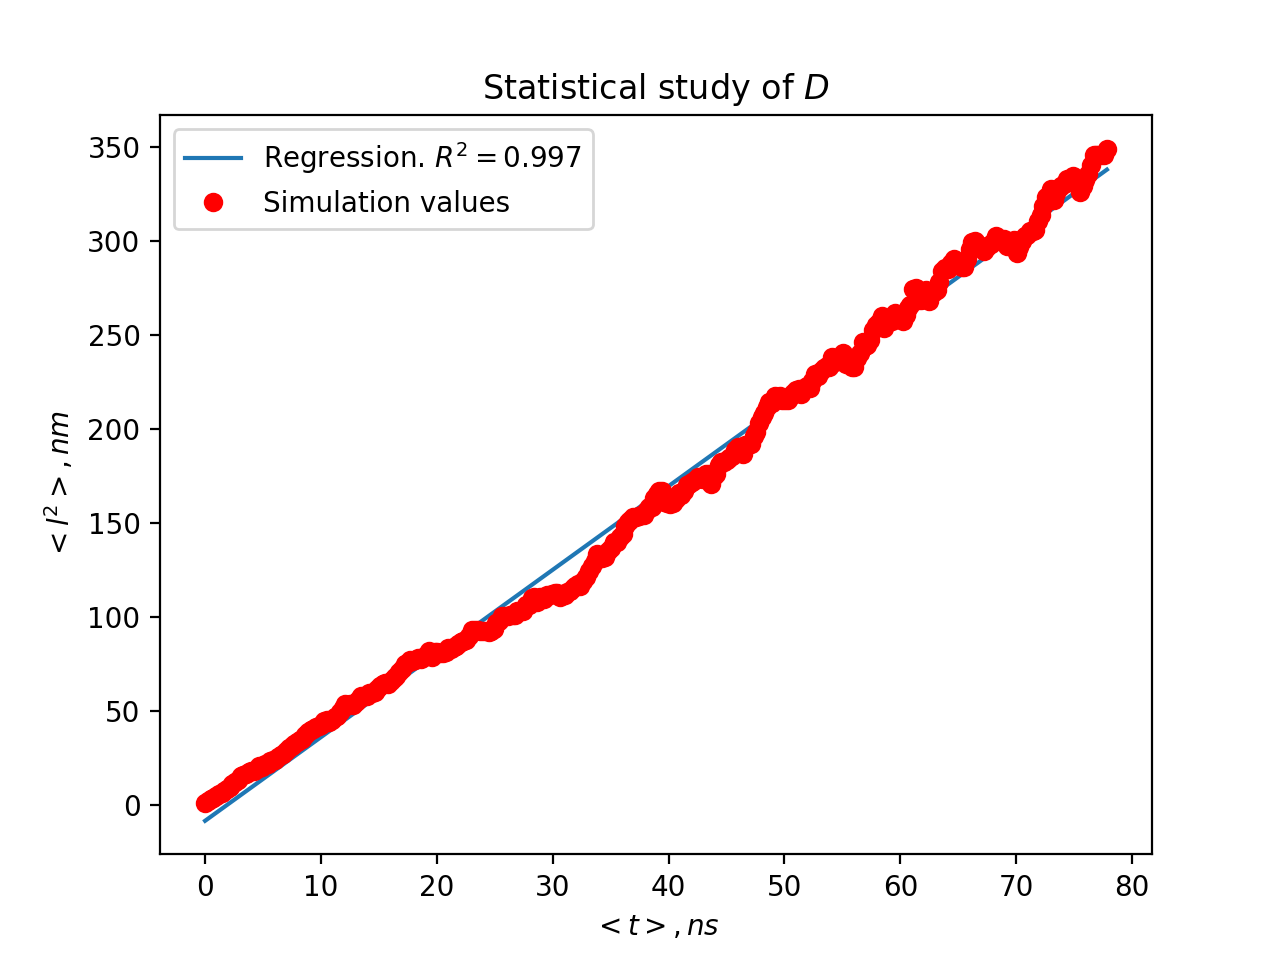 Statistical study of D
Regression. R² = 0.997
Simulation values
350
300
250
200
150
100
50
0
< l² >, nm
0 10 20 30 40 50 60 70 80
< t >, ns